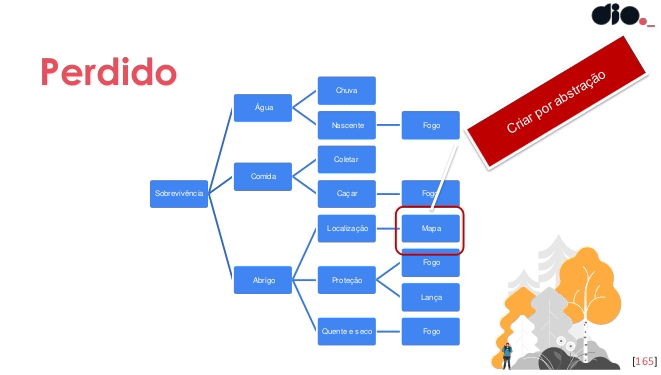 dio._
Perdido
Criar por abstração
Chuva
Água
Nascente
Fogo
Coletar
Comida
Caçar
Fogo
Sobrevivência
Localização
Mapa
Fogo
Abrigo
Proteção
Lança
Quente e seco
Fogo
[165]